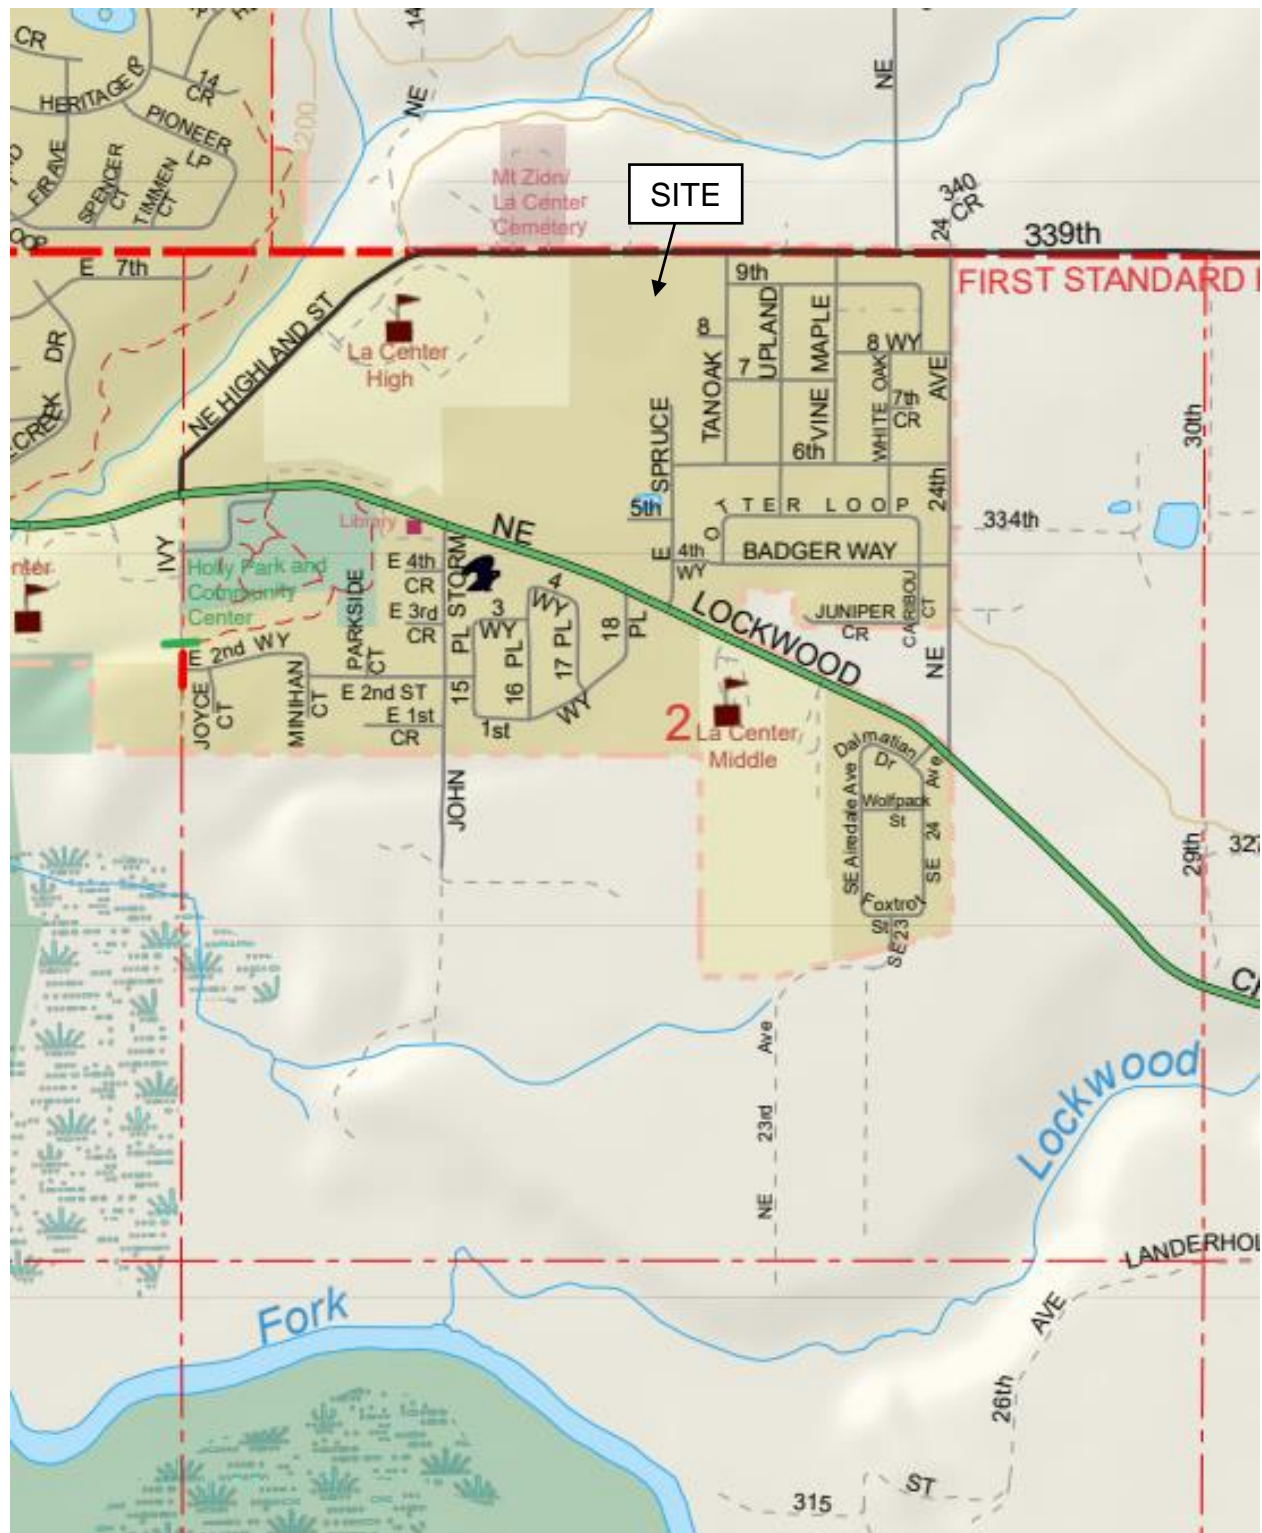 CR
14
CR
HERITAGE LP
PIONEER
LP
FIR AVE
SPENCER
CT
TIMMEN
CT
200
NE
NE
Mt Zion/
La Center
Cemetery
SITE
340
CR
24
339th
FIRST STANDARD
E 7th
DR
CREEK
NE HIGHLAND ST
La Center
High
9th
8
UPLAND
MAPLE
8 WY
7
TANOAK
VINE
WHITE OAK
7th
CR
AVE
6th
E SPRUCE
5th
OTTER LOOP
24th
30th
334th
4th
WY
BADGER WAY
JUNIPER
CR
CARIBOU
CT
NE
NE
LOCKWOOD
Library
IVY
Holly Park and
Community
Center
E 4th
CR
E 3rd
CR
STORM
PARKSIDE
CT
3
WY
4
WY
18
PL
15
PL
16 PL
17 PL
E 2nd WY
JOYCE
CT
MINIHAN
CT
E 2nd ST
E 1st
CR
1st
WY
JOHN
2
La Center
Middle
Dalmatian
Dr
SE Airedale Ave
Wolfpack
St
SE 24
Ave
Foxtrot
St
SE 23
29th
NE 23rd Ave
Lockwood
LANDERHOL
Fork
26th
AVE
315
ST